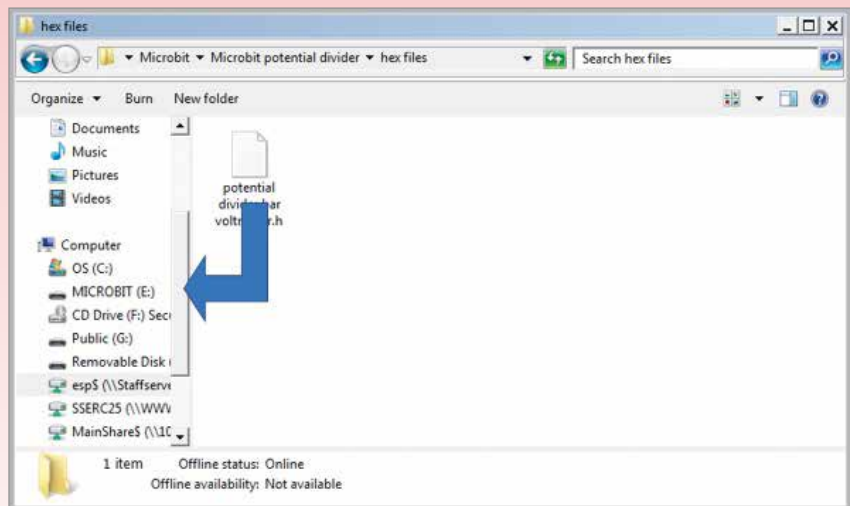 hex files
Microbit Microbit potential divider hex files
Search hex files
Organize Burn New folder
Documents
Music
Pictures
Videos
Computer
OS (C:)
MICROBIT (E:)
CD Drive (F:) Sec
Public (G:)
Removable Disk
esp$ (\\Staffserve
SSERC25 (\\WWW
MainShare$ (\\10
potential
1 item Offline status: Online
Offline availability: Not available